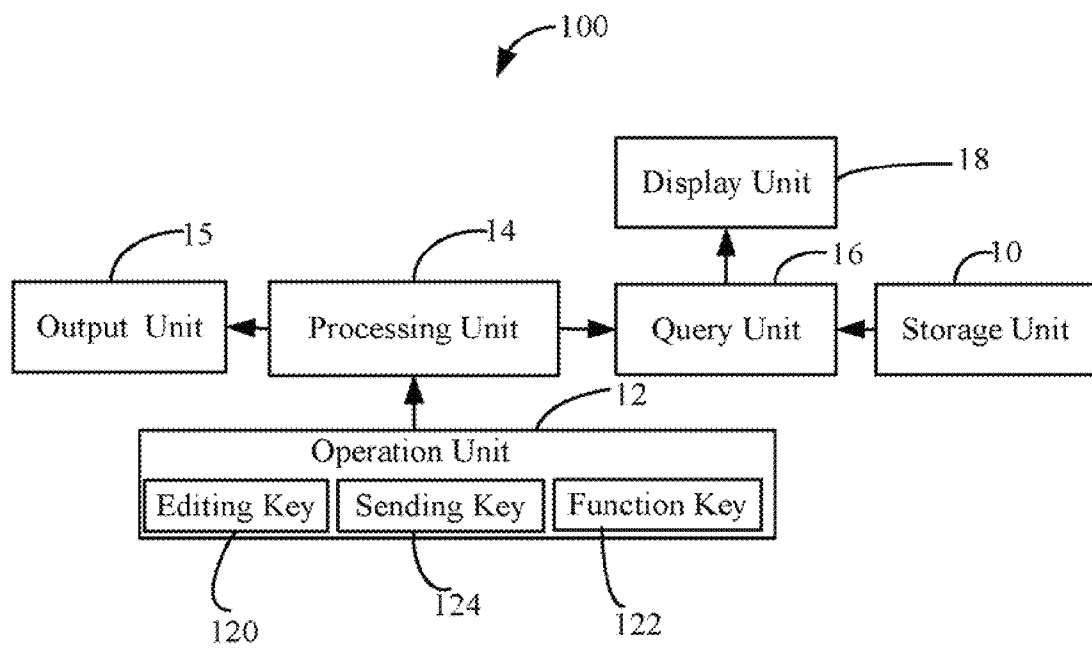 100
Display Unit
18
15
14
16
10
Output Unit
Processing Unit
Query Unit
Storage Unit
12
Operation Unit
Editing Key
Sending Key
Function Key
120
124
122